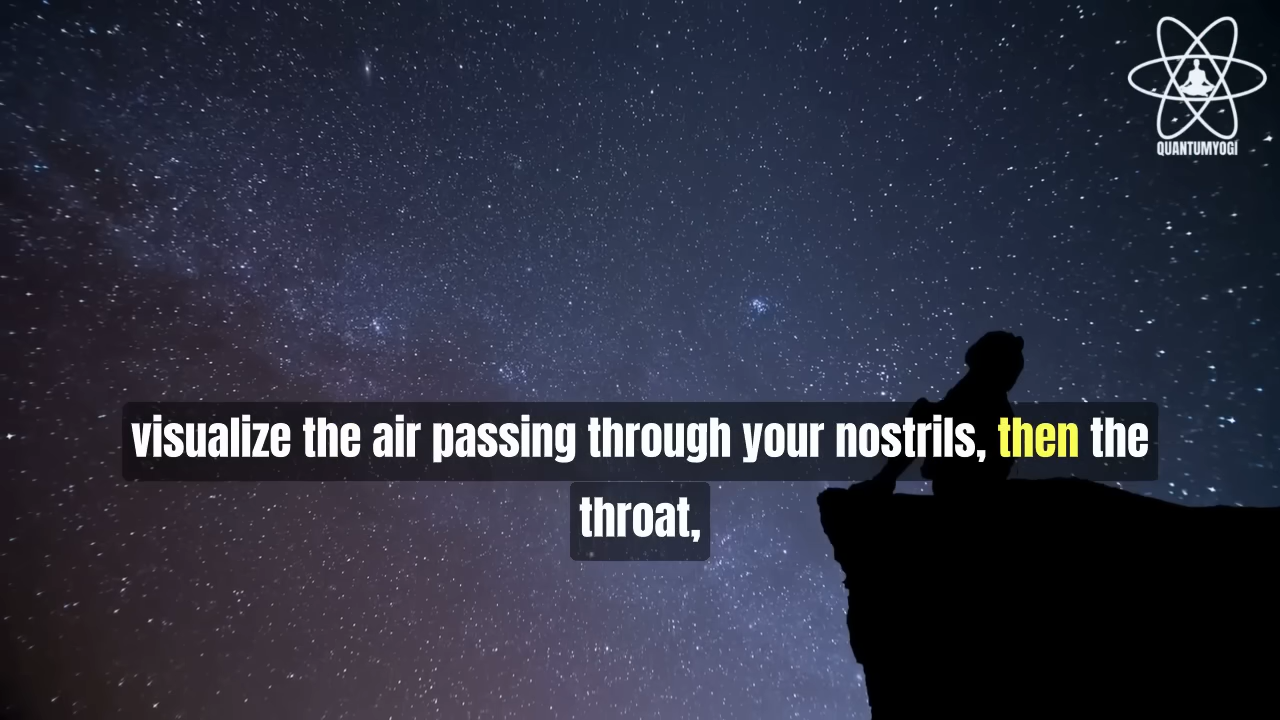 QUANTUMYOGI
visualize the air passing through your nostrils, then the
throat,